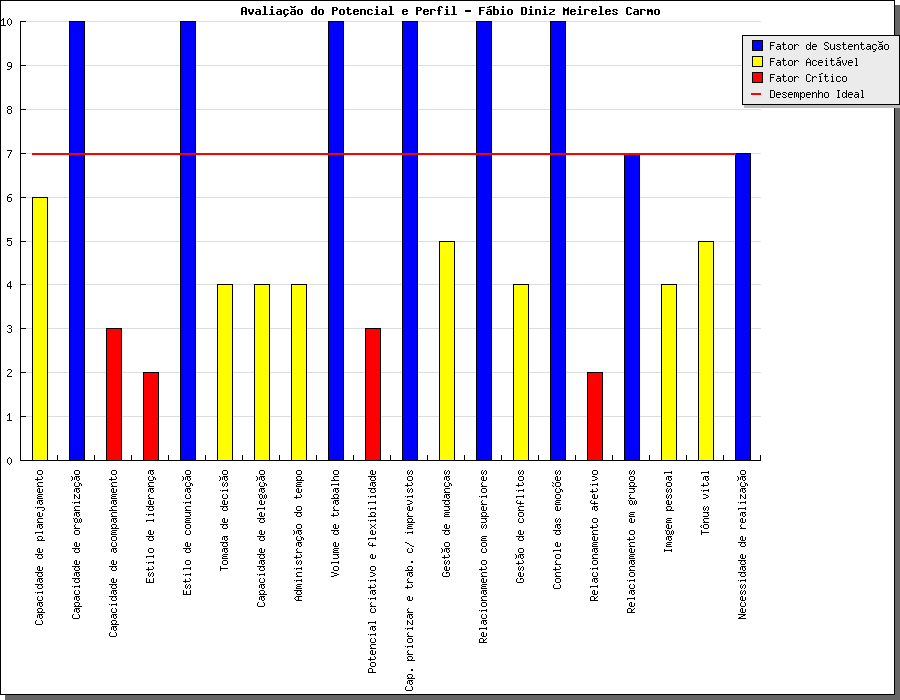 Avaliação do Potencial e Perfil - Fábio Diniz Meireles Carmo
10
9
8
7
6
5
4
3
2
1
0
Fator de Sustentação
Fator Aceitável
Fator Crítico
Desempenho Ideal
Capacidade de planejamento
Capacidade de organização
Capacidade de acompanhamento
Estilo de liderança
Estilo de comunicação
Tomada de decisão
Capacidade de delegação
Administração do tempo
Volume de trabalho
Potencial criativo e flexibilidade
Cap. priorizar e trab. c/ imprevistos
Gestão de mudanças
Relacionamento com superiores
Gestão de conflitos
Controle das emoções
Relacionamento afetivo
Relacionamento em grupos
Imagem pessoal
Tônus vital
Necessidade de realização